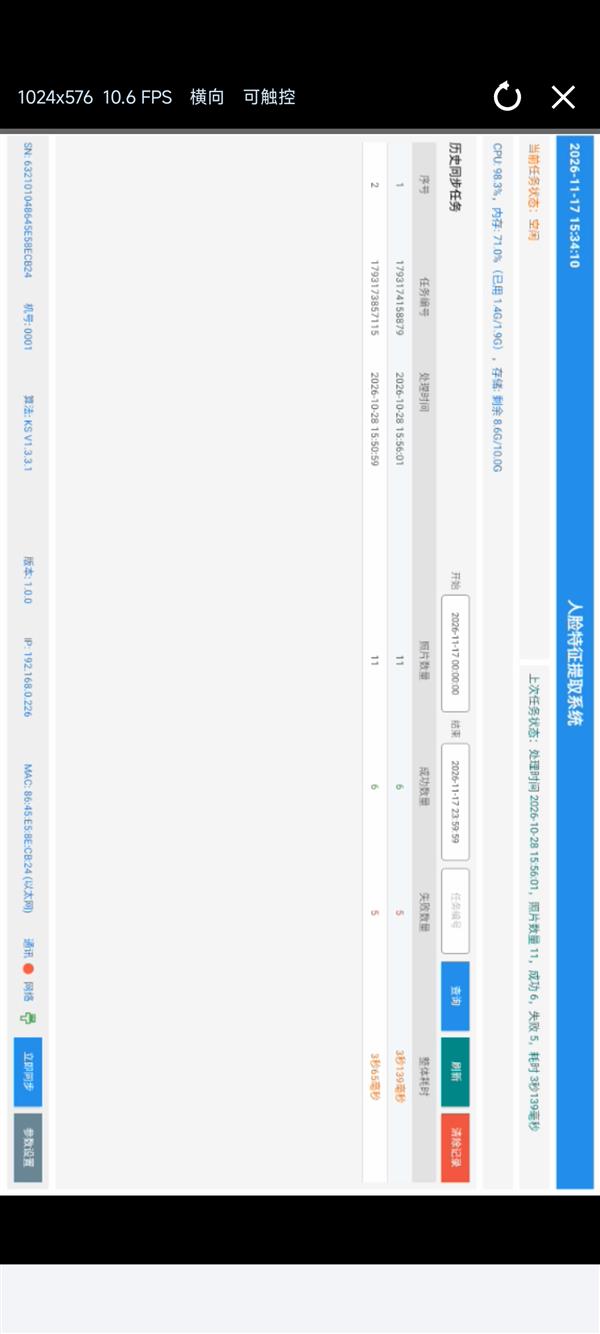 1024x576 10.6 FPS 横向 可触控
2026-11-17 15:34:10 人脸特征提取系统
当前任务状态：空闲
上次任务状态：处理时间 2026-10-28 15:56:01，照片数量 11，成功 6，失败 5，耗时 3秒139毫秒
CPU: 98.3%，内存: 71.0%（已用 1.4G/1.9G），存储: 剩余 8.6G/10.0G
历史同步任务 开始 2026-11-17 00:00:00 结束 2026-11-17 23:59:59 任务编号 查询 刷新 清除记录
序号 任务编号 处理时间 照片数量 成功数量 失败数量 整体耗时
1 1793174158879 2026-10-28 15:56:01 11 6 5 3秒139毫秒
2 1793173857115 2026-10-28 15:50:59 11 6 5 3秒65毫秒
SN: 632101048645E58ECB24 机号: 0001 算法: KS V1.3.3.1 版本: 1.0.0 IP: 192.168.0.226 MAC: 86:45:E5:8E:CB:24 (以太网) 通讯 网络 立即同步 参数设置